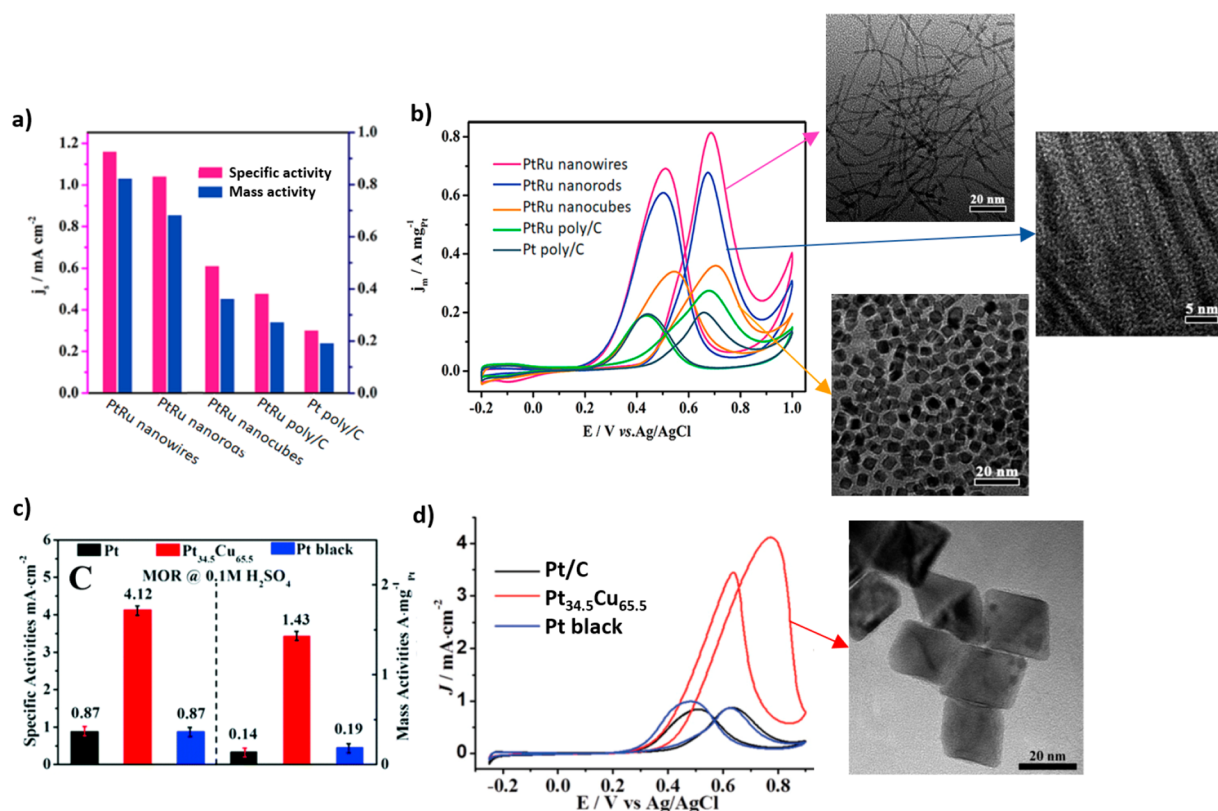 a)
1.2
1.0
0.8
0.6
0.4
0.2
0.0
j_s / mA cm⁻²
Specific activity
Mass activity
1.0
0.8
0.6
0.4
0.2
0.0
PtRu nanowires
PtRu nanoroas
PtRu nanocubes
PtRu poly/C
Pt poly/C
b)
0.8
0.6
0.4
0.2
0.0
j_m / A mg⁻¹_Pt
PtRu nanowires
PtRu nanorods
PtRu nanocubes
PtRu poly/C
Pt poly/C
-0.2 0.0 0.2 0.4 0.6 0.8 1.0
E / V vs.Ag/AgCl
20 nm
5 nm
20 nm
c)
Pt Pt₃₄.₅Cu₆₅.₅ Pt black
C MOR @ 0.1M H₂SO₄
6
5
4
3
2
1
0
Specific Activities mA·cm⁻²
4.12
0.87
0.87
1.43
0.14
0.19
2
1
0
Mass Activities A·mg⁻¹_Pt
d)
4
3
2
1
0
J / mA·cm⁻²
Pt/C
Pt₃₄.₅Cu₆₅.₅
Pt black
-0.2 0.0 0.2 0.4 0.6 0.8
E / V vs Ag/AgCl
20 nm